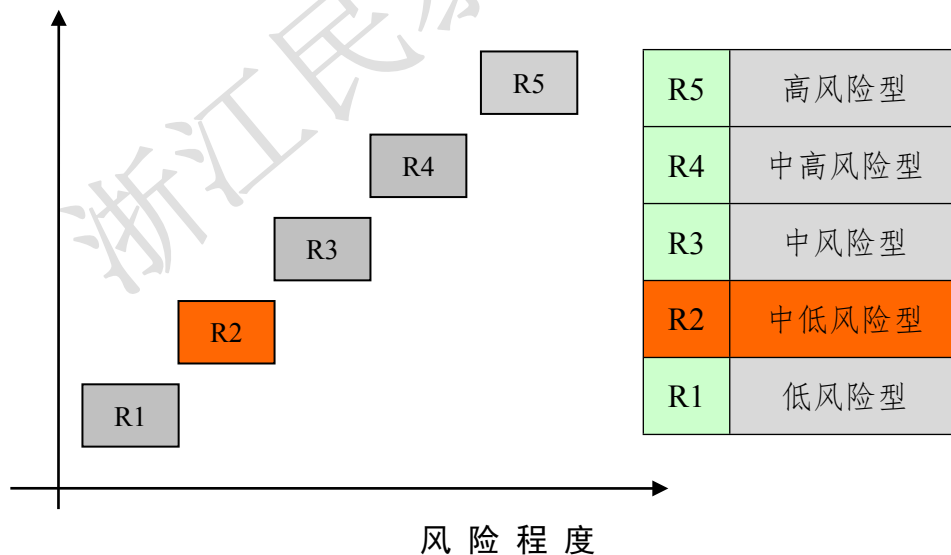 浙江民
R5
R4
R3
R2
R1
风险程度
R5 高风险型
R4 中高风险型
R3 中风险型
R2 中低风险型
R1 低风险型